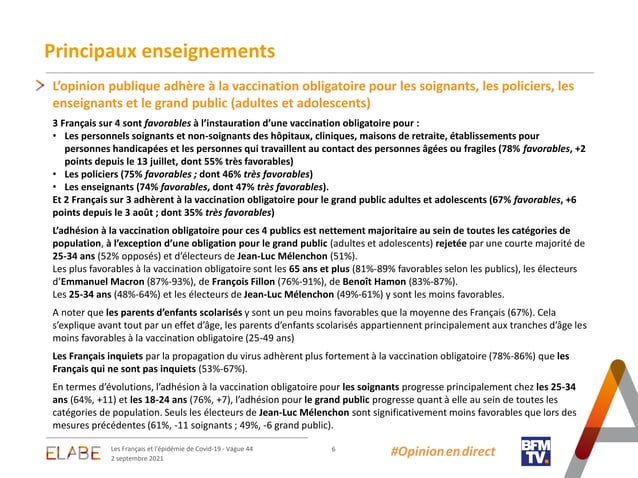 Principaux enseignements
L’opinion publique adhère à la vaccination obligatoire pour les soignants, les policiers, les
enseignants et le grand public (adultes et adolescents)
3 Français sur 4 sont favorables à l’instauration d’une vaccination obligatoire pour :
• Les personnels soignants et non-soignants des hôpitaux, cliniques, maisons de retraite, établissements pour
personnes handicapées et les personnes qui travaillent au contact des personnes âgées ou fragiles (78% favorables, +2
points depuis le 13 juillet, dont 55% très favorables)
• Les policiers (75% favorables ; dont 46% très favorables)
• Les enseignants (74% favorables, dont 47% très favorables).
Et 2 Français sur 3 adhèrent à la vaccination obligatoire pour le grand public adultes et adolescents (67% favorables, +6
points depuis le 3 août ; dont 35% très favorables)
L’adhésion à la vaccination obligatoire pour ces 4 publics est nettement majoritaire au sein de toutes les catégories de
population, à l’exception d’une obligation pour le grand public (adultes et adolescents) rejetée par une courte majorité de
25-34 ans (52% opposés) et d’électeurs de Jean-Luc Mélenchon (51%).
Les plus favorables à la vaccination obligatoire sont les 65 ans et plus (81%-89% favorables selon les publics), les électeurs
d’Emmanuel Macron (87%-93%), de François Fillon (76%-91%), de Benoît Hamon (83%-87%).
Les 25-34 ans (48%-64%) et les électeurs de Jean-Luc Mélenchon (49%-61%) y sont les moins favorables.
A noter que les parents d’enfants scolarisés y sont un peu moins favorables que la moyenne des Français (67%). Cela
s’explique avant tout par un effet d’âge, les parents d’enfants scolarisés appartiennent principalement aux tranches d’âge les
moins favorables à la vaccination obligatoire (25-49 ans)
Les Français inquiets par la propagation du virus adhèrent plus fortement à la vaccination obligatoire (78%-86%) que les
Français qui ne sont pas inquiets (53%-67%).
En termes d’évolutions, l’adhésion à la vaccination obligatoire pour les soignants progresse principalement chez les 25-34
ans (64%, +11) et les 18-24 ans (76%, +7), l’adhésion pour le grand public progresse quant à elle au sein de toutes les
catégories de population. Seuls les électeurs de Jean-Luc Mélenchon sont significativement moins favorables que lors des
mesures précédentes (61%, -11 soignants ; 49%, -6 grand public).
ELABE
Les Français et l'épidémie de Covid-19 - Vague 44
2 septembre 2021
6
#Opinion en direct
BFM
TV.